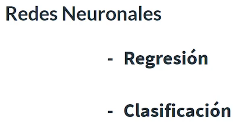 Redes Neuronales
- Regresión
- Clasificación